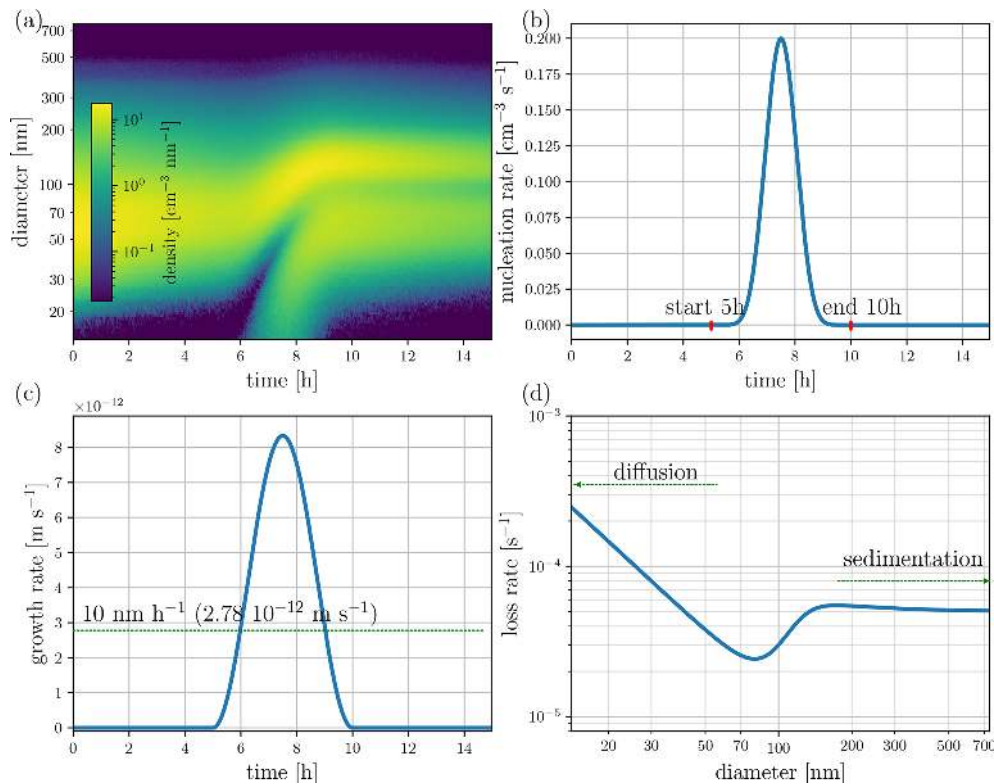 (a)
diameter [nm]
700
500
300
200
100
70
50
30
20
10¹
10⁰
10⁻¹
density [cm⁻³ nm⁻¹]
0 2 4 6 8 10 12 14
time [h]
(b)
nucleation rate [cm⁻³ s⁻¹]
0.200
0.175
0.150
0.125
0.100
0.075
0.050
0.025
0.000
start 5h
end 10h
0 2 4 6 8 10 12 14
time [h]
(c)
×10⁻¹²
growth rate [m s⁻¹]
8
7
6
5
4
3
2
1
0
10 nm h⁻¹ (2.78 10⁻¹² m s⁻¹)
0 2 4 6 8 10 12 14
time [h]
(d)
loss rate [s⁻¹]
10⁻³
10⁻⁴
10⁻⁵
diffusion
sedimentation
20 30 50 70 100 200 300 500 700
diameter [nm]